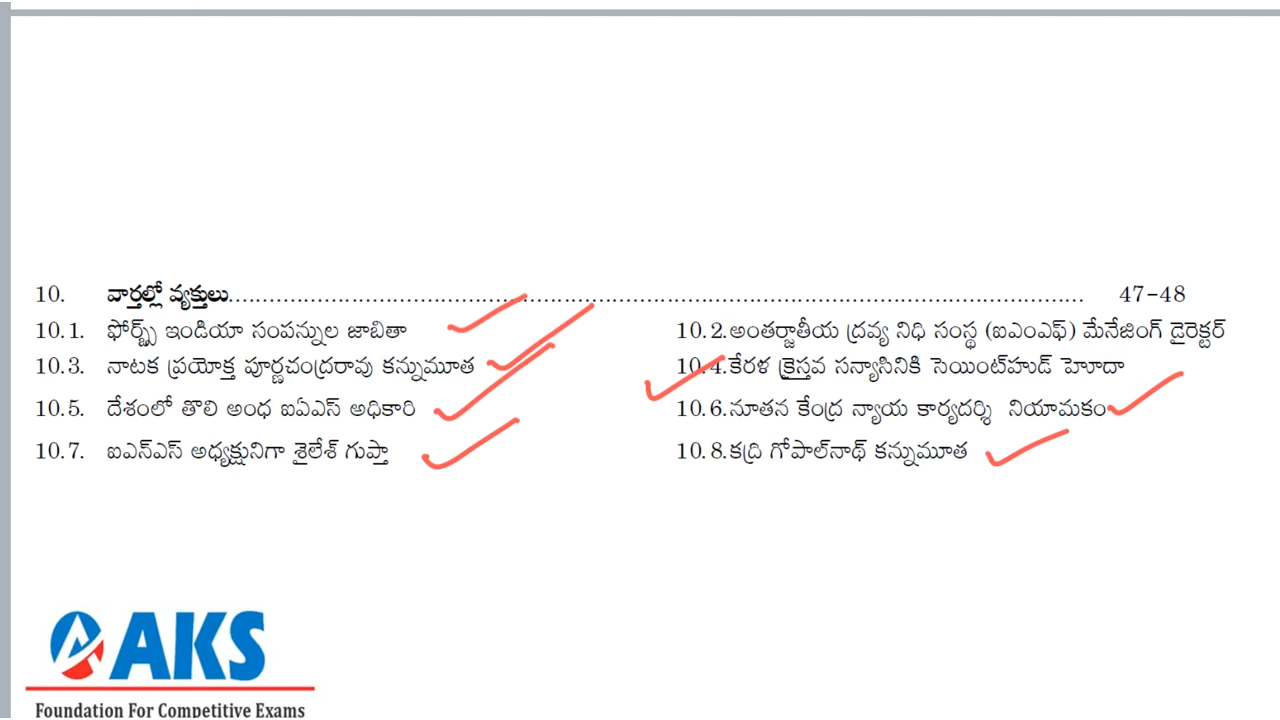 10. వార్తల్లో వ్యక్తులు................................................................................................................................ 47-48
10.1. ఫోర్బ్స్ ఇండియా సంపన్నుల జాబితా 10.2.అంతర్జాతీయ ద్రవ్య నిధి సంస్థ (ఐఎంఎఫ్) మేనేజింగ్ డైరెక్టర్
10.3. నాటక ప్రయోక్త పూర్ణచంద్రరావు కన్నుమూత 10.4.కేరళ క్రైస్తవ సన్యాసినికి సెయింట్‌హుడ్ హెూదా
10.5. దేశంలో తొలి అంధ ఐఏఎస్ అధికారి 10.6.నూతన కేంద్ర న్యాయ కార్యదర్శి నియామకం
10.7. ఐఎన్ఎస్ అధ్యక్షునిగా శైలేశ్ గుప్తా 10.8.కద్రి గోపాల్‌నాథ్ కన్నుమూత
AKS
Foundation For Competitive Exams